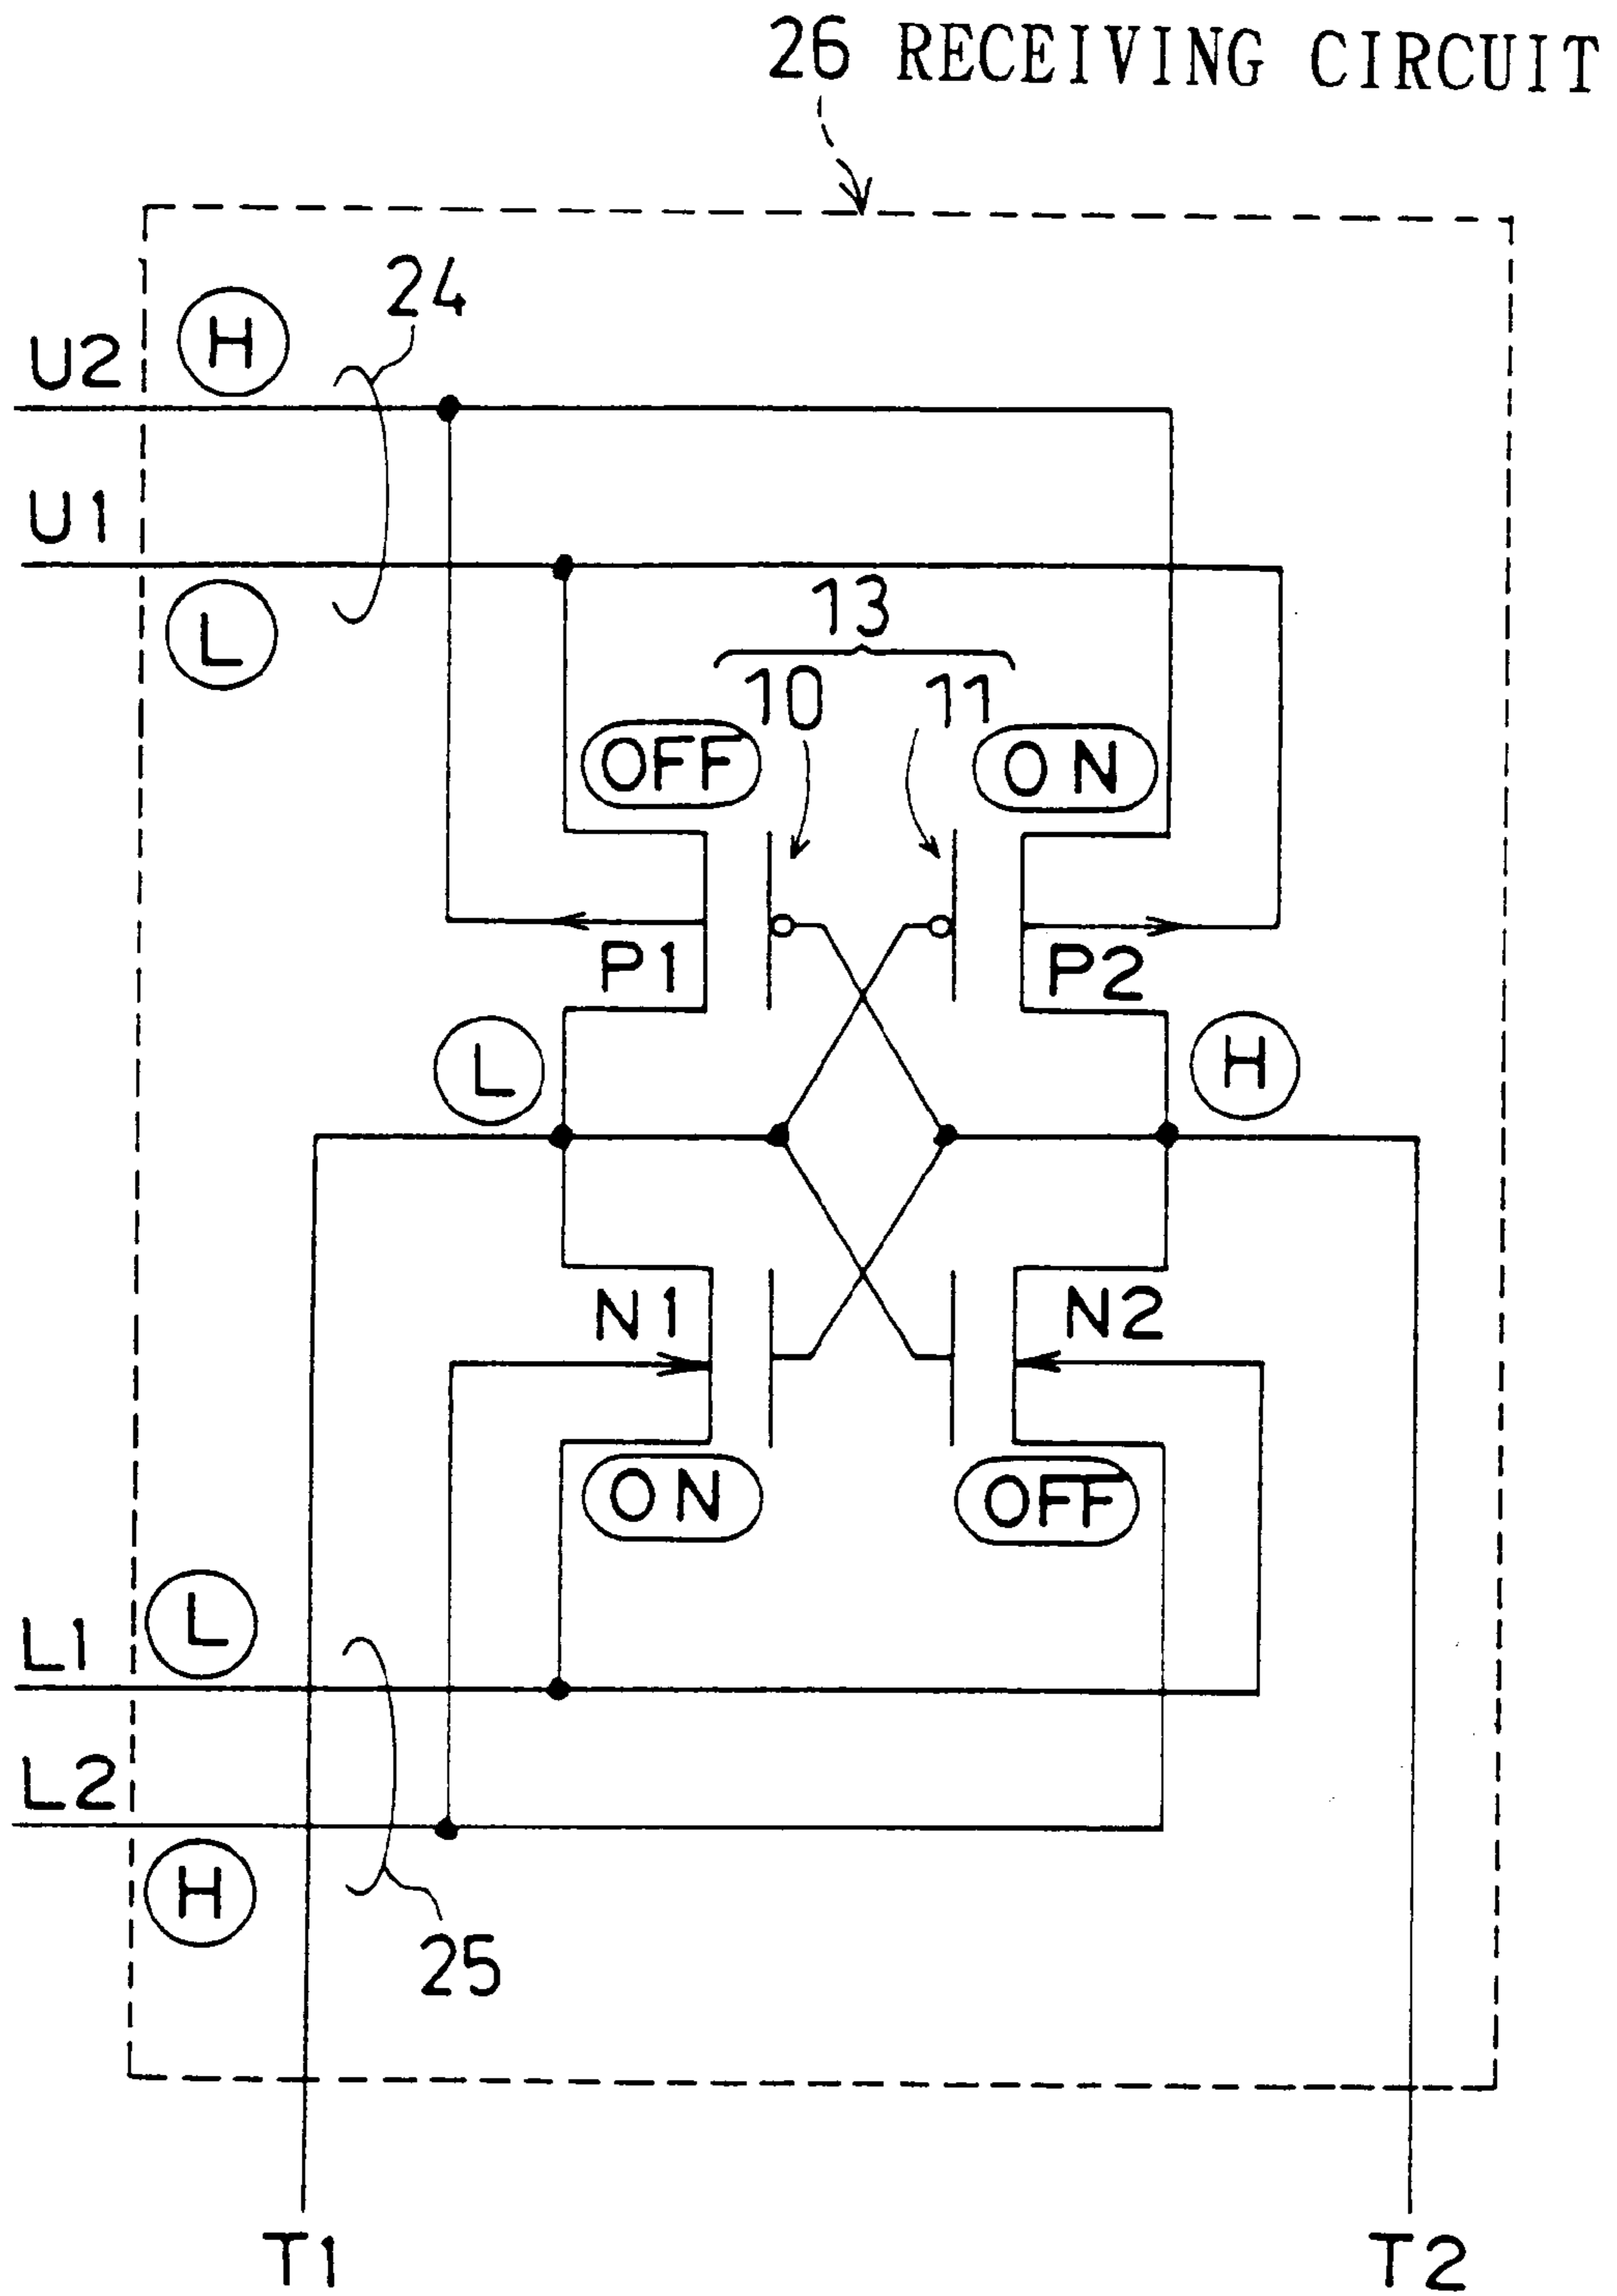 26 RECEIVING CIRCUIT
24
H
U2
U1
L
13
10 11
OFF ON
P1 P2
L H
N1 N2
ON OFF
L
L1
L2
H
25
T1 T2